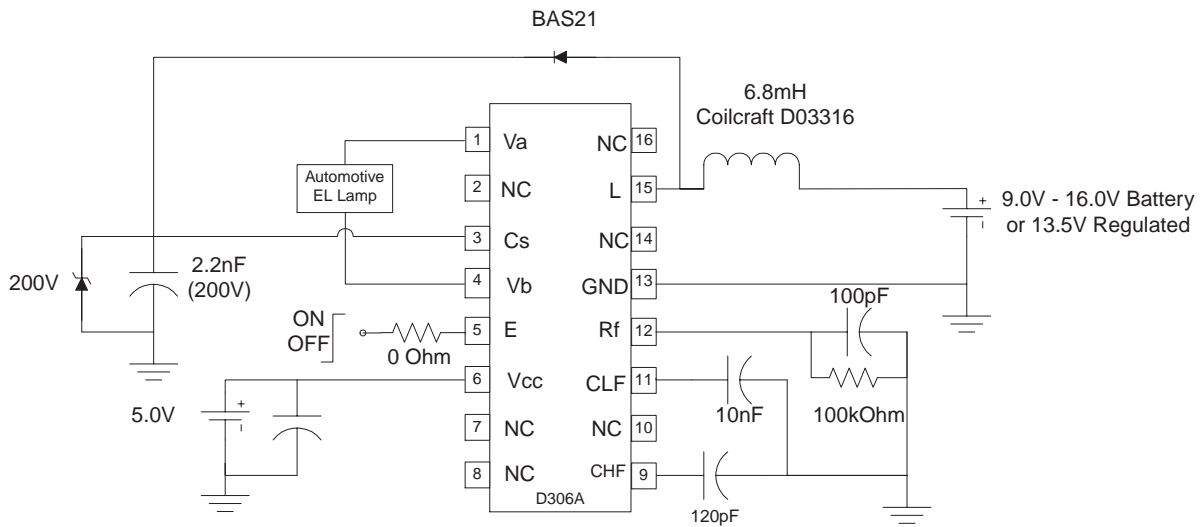 BAS21
6.8mH
Coilcraft D03316
1
Va
NC
16
Automotive
EL Lamp
2
NC
L
15
+
-
9.0V - 16.0V Battery
or 13.5V Regulated
3
Cs
NC
14
200V
2.2nF
(200V)
4
Vb
GND
13
100pF
ON
OFF
0 Ohm
5
E
Rf
12
100kOhm
5.0V
+
-
6
Vcc
CLF
11
10nF
7
NC
NC
10
8
NC
CHF
9
120pF
D306A